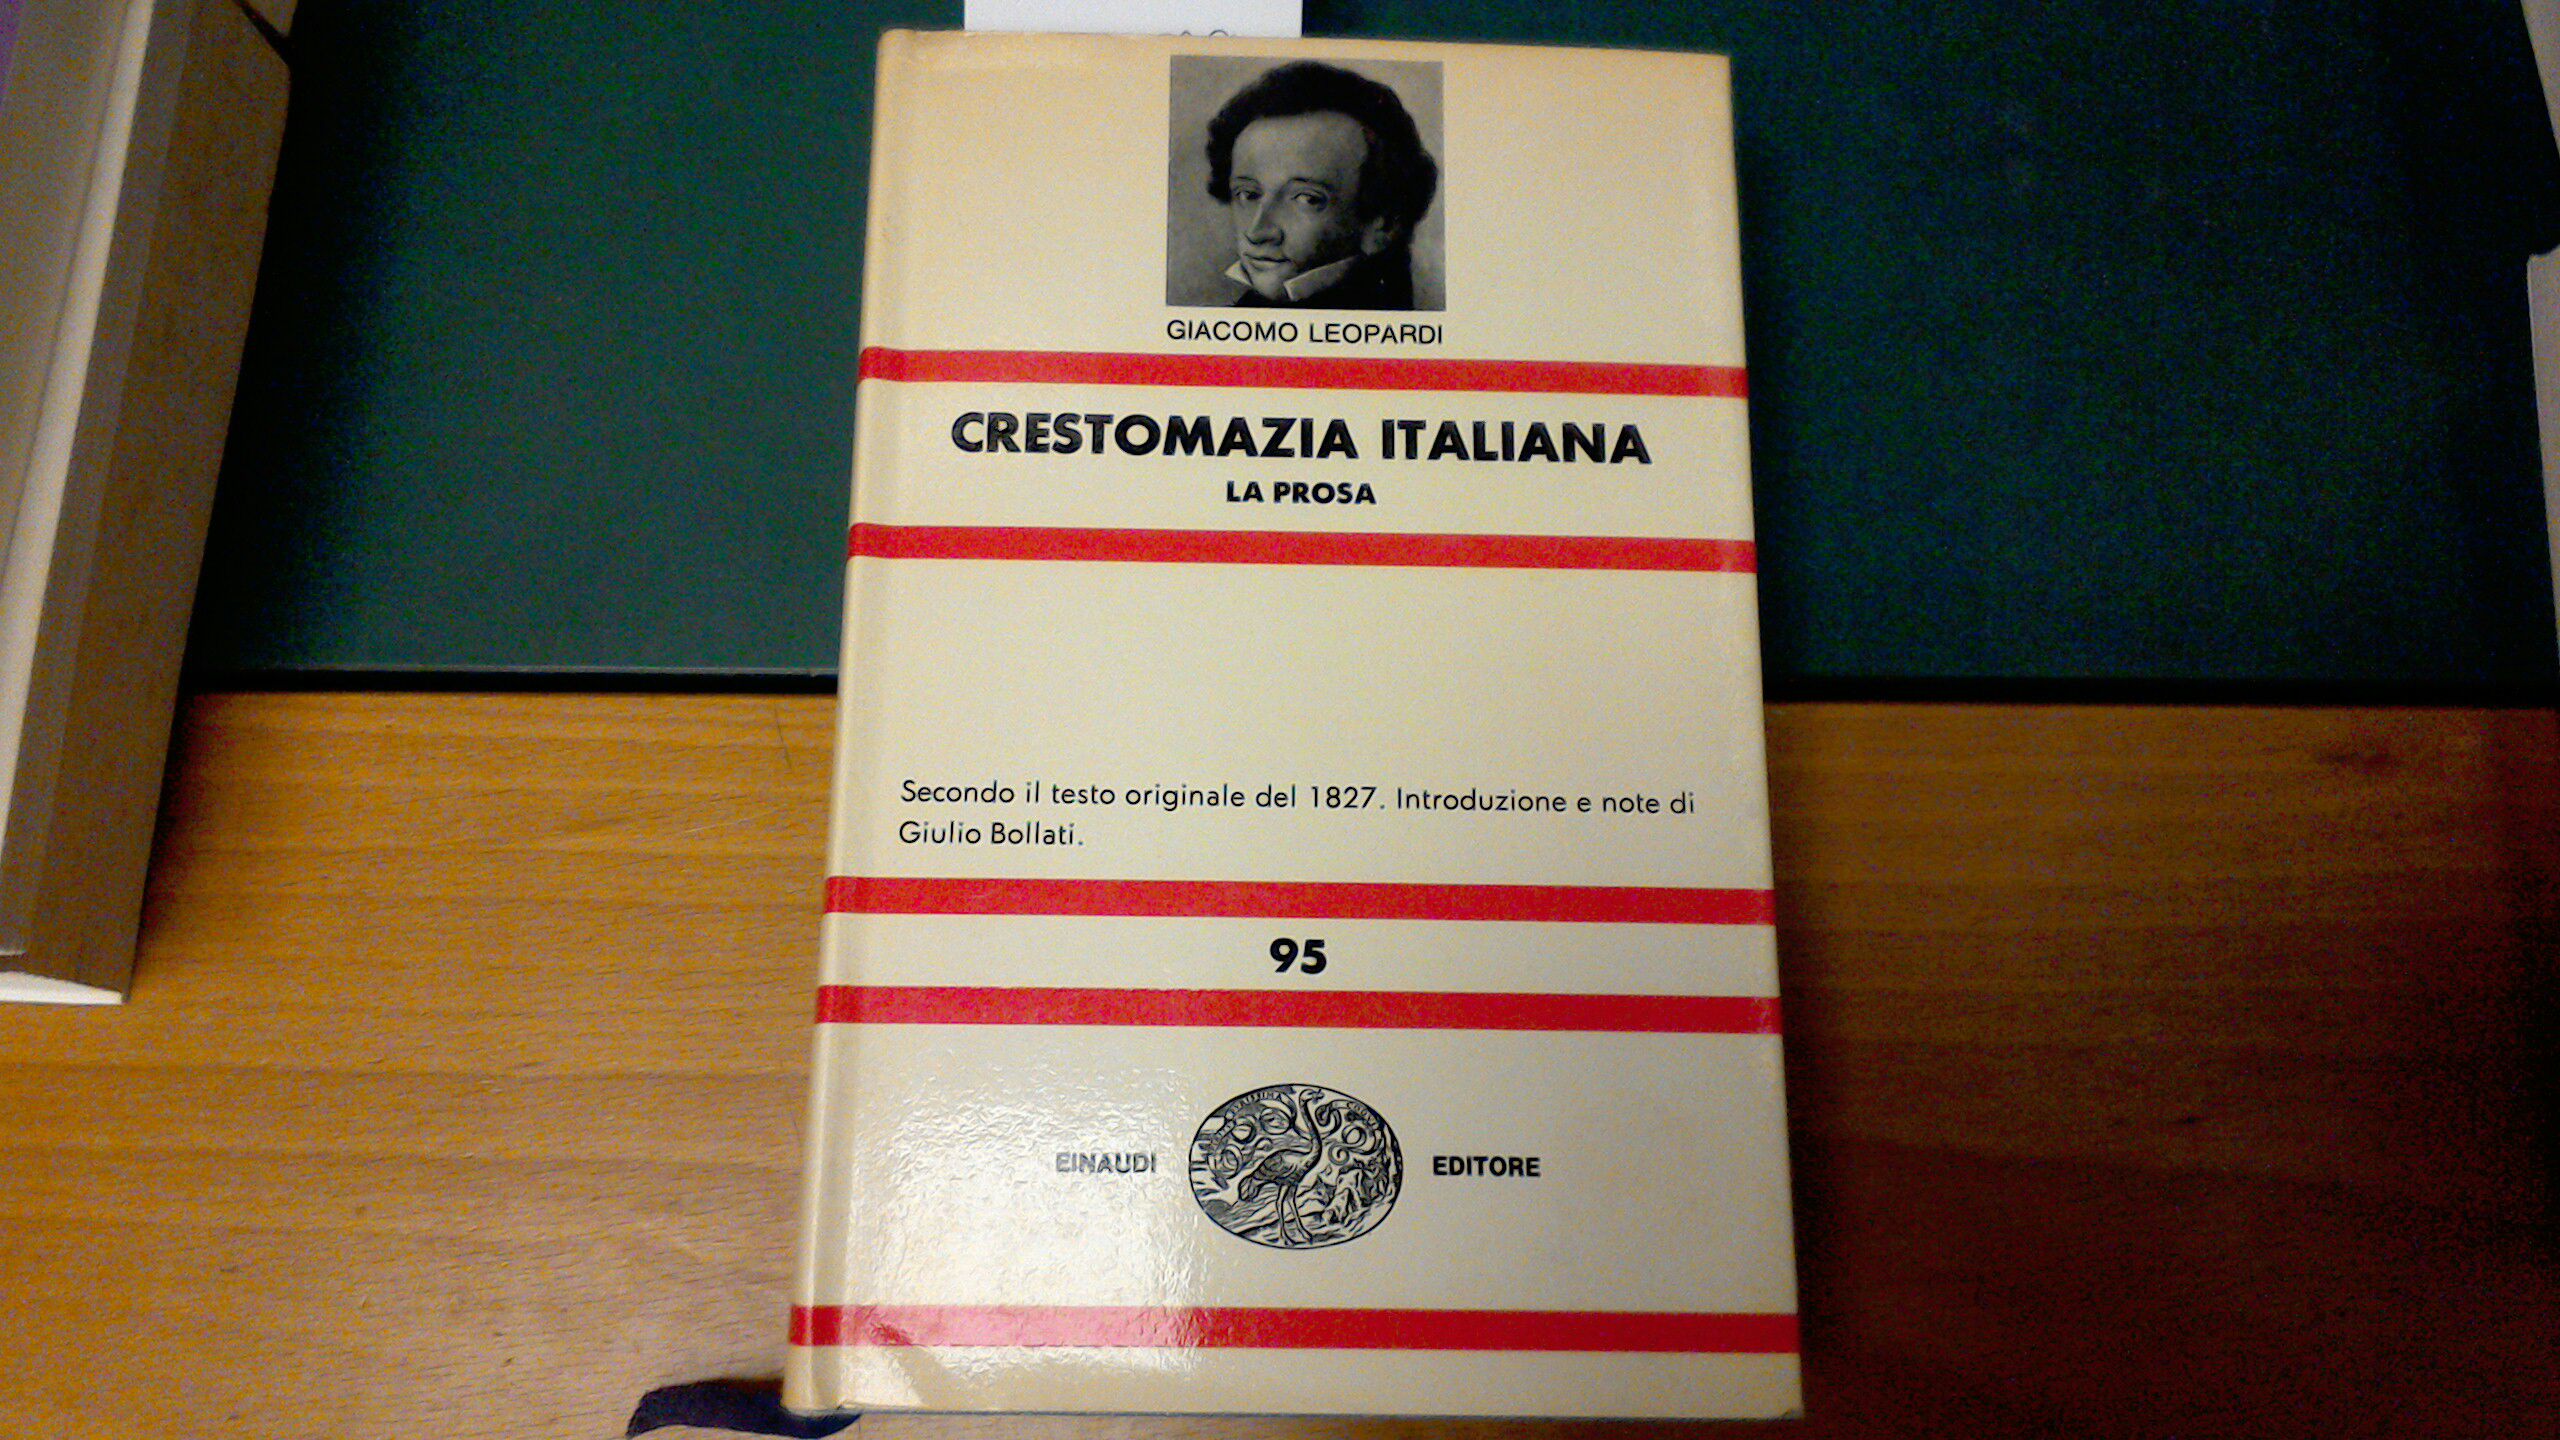 GIACOMO LEOPARDI
CRESTOMAZIA ITALIANA
LA PROSA
Secondo il testo originale del 1827. Introduzione e note di
Giulio Bollati.
95
EINAUDI
EDITORE